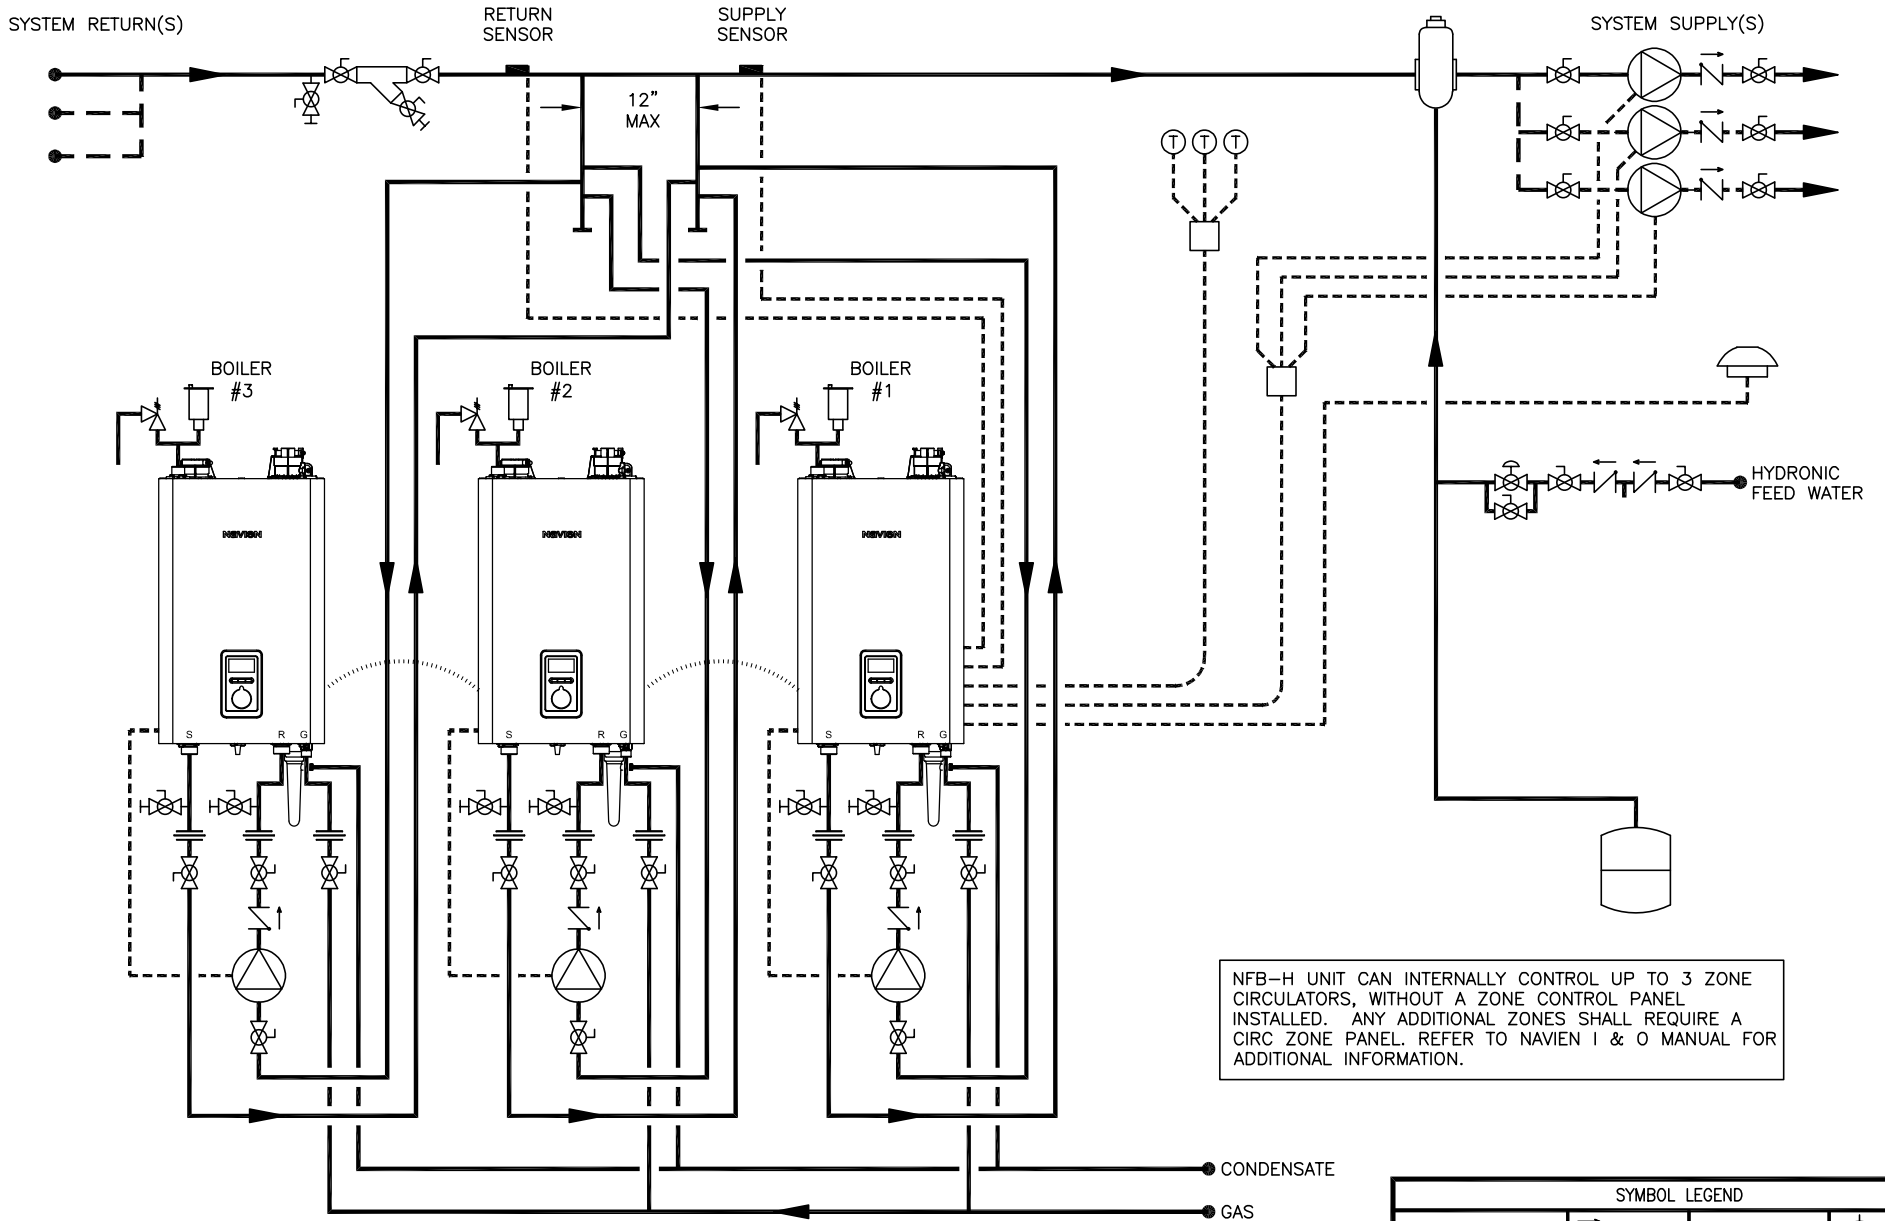 SYSTEM RETURN(S)
RETURN
SENSOR
SUPPLY
SENSOR
SYSTEM SUPPLY(S)
12"
MAX
T T T
BOILER
#3
BOILER
#2
BOILER
#1
HYDRONIC
FEED WATER
NAVIEN
NAVIEN
NAVIEN
S R G
S R G
S R G
NFB-H UNIT CAN INTERNALLY CONTROL UP TO 3 ZONE
CIRCULATORS, WITHOUT A ZONE CONTROL PANEL
INSTALLED. ANY ADDITIONAL ZONES SHALL REQUIRE A
CIRC ZONE PANEL. REFER TO NAVIEN I & O MANUAL FOR
ADDITIONAL INFORMATION.
CONDENSATE
GAS
SYMBOL LEGEND